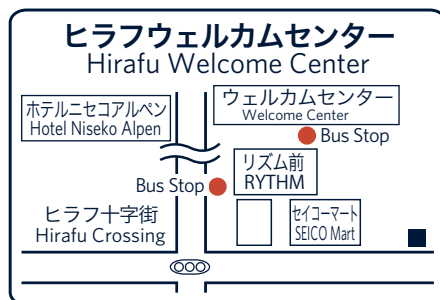 ヒラフウェルカムセンター
Hirafu Welcome Center
ホテルニセコアルペン
Hotel Niseko Alpen
ウェルカムセンター
Welcome Center
Bus Stop
リズム前
RYTHM
Bus Stop
ヒラフ十字街
Hirafu Crossing
セイコーマート
SEICO Mart